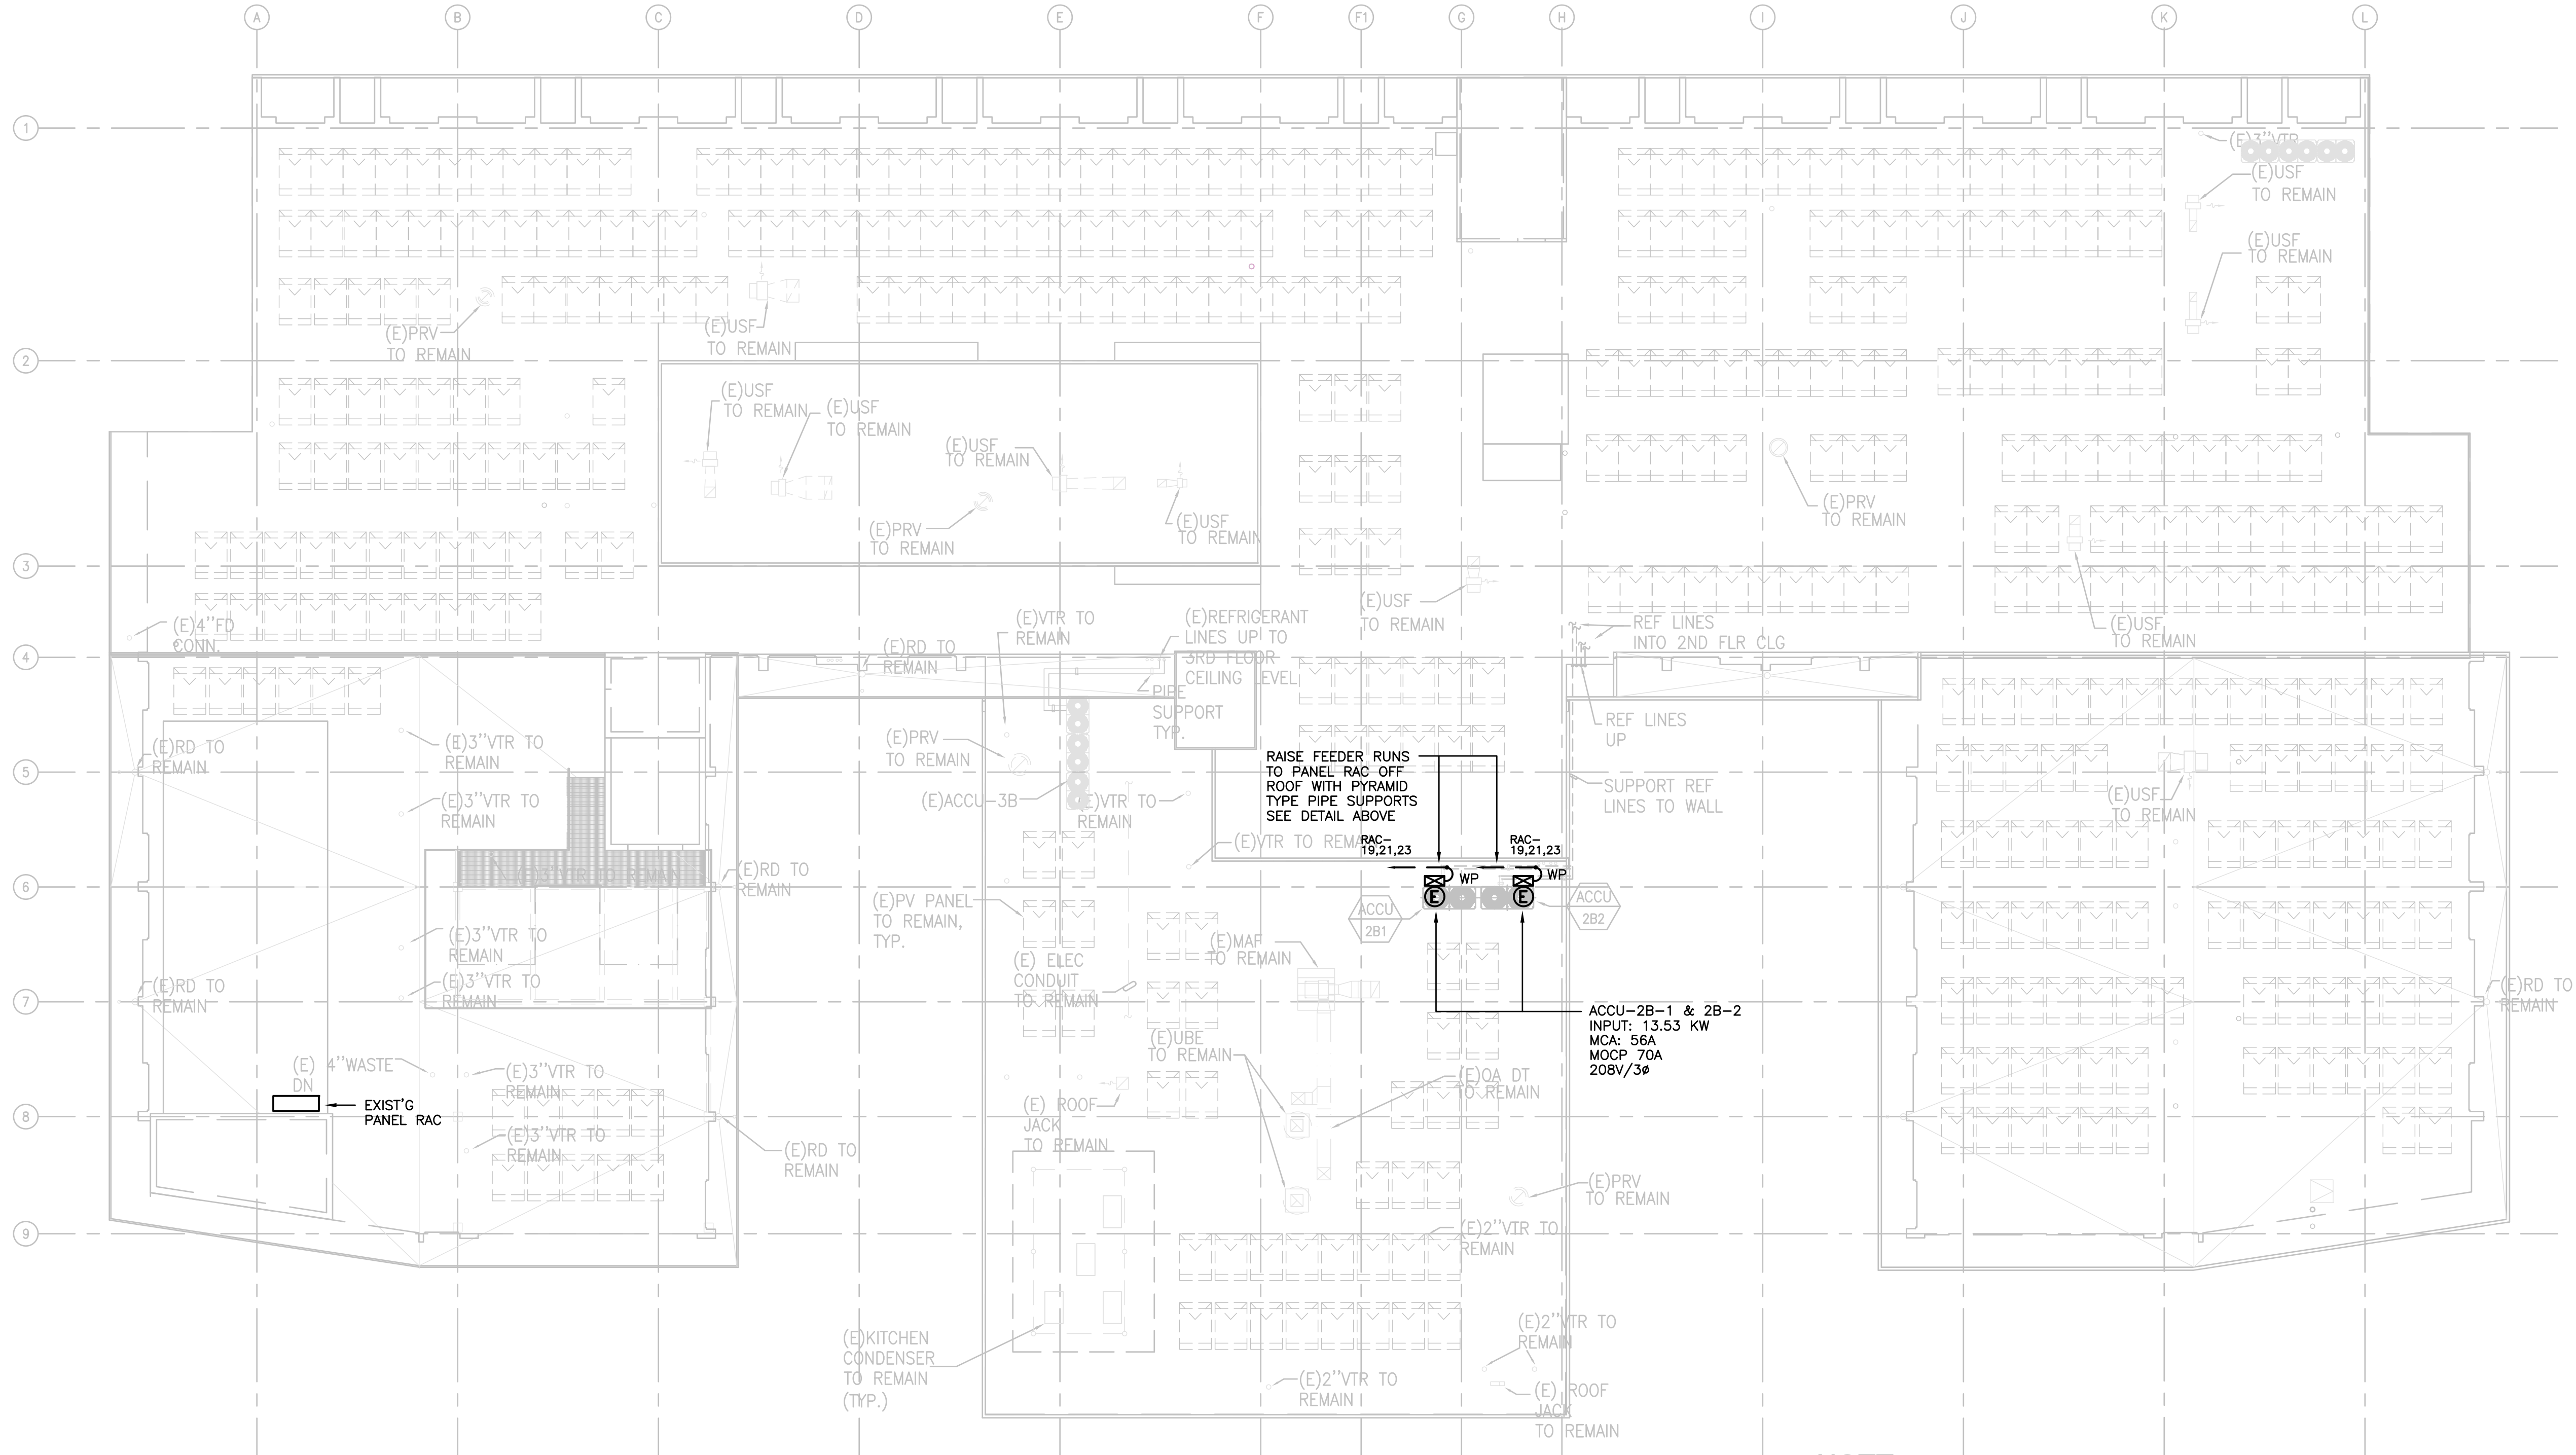 A
B
C
D
E
F
F1
G
H
I
J
K
L
1
2
3
4
5
6
7
8
9
(E)3''VTR
(E)USF
TO REMAIN
(E)USF
TO REMAIN
(E)PRV
TO REMAIN
(E)USF
TO REMAIN
(E)USF
TO REMAIN
(E)USF
TO REMAIN
(E)USF
TO REMAIN
(E)PRV
TO REMAIN
(E)USF
TO REMAIN
(E)PRV
TO REMAIN
(E)USF
TO REMAIN
(E)USF
TO REMAIN
(E)4''FD
CONN.
(E)RD TO
REMAIN
(E)VTR TO
REMAIN
(E)REFRIGERANT
LINES UP TO
3RD FLOOR
CEILING LEVEL
PIPE
SUPPORT
TYP.
REF LINES
INTO 2ND FLR CLG
REF LINES
UP
SUPPORT REF
LINES TO WALL
(E)RD TO
REMAIN
(E)3''VTR TO
REMAIN
(E)3''VTR TO
REMAIN
(E)3''VTR TO REMAIN
(E)RD TO
REMAIN
(E)3''VTR TO
REMAIN
(E)3''VTR TO
REMAIN
(E)RD TO
REMAIN
(E)PRV
TO REMAIN
(E)ACCU-3B
(E)VTR TO
REMAIN
(E)VTR TO REMAIN
RAISE FEEDER RUNS
TO PANEL RAC OFF
ROOF WITH PYRAMID
TYPE PIPE SUPPORTS
SEE DETAIL ABOVE
RAC-
19,21,23
RAC-
19,21,23
WP
WP
E
E
ACCU
2B1
ACCU
2B2
(E)USF
TO REMAIN
(E)PV PANEL
TO REMAIN,
TYP.
(E) ELEC
CONDUIT
TO REMAIN
(E)MAF
TO REMAIN
(E)UBE
TO REMAIN
ACCU-2B-1 & 2B-2
INPUT: 13.53 KW
MCA: 56A
MOCP 70A
208V/3ø
(E)RD TO
REMAIN
(E) 4''WASTE
DN
EXIST'G
PANEL RAC
(E)3''VTR TO
REMAIN
(E)3''VTR TO
REMAIN
(E)RD TO
REMAIN
(E) ROOF
JACK
TO REMAIN
(E)OA DT
TO REMAIN
(E)PRV
TO REMAIN
(E)2''VTR TO
REMAIN
(E)KITCHEN
CONDENSER
TO REMAIN
(TYP.)
(E)2''VTR TO
REMAIN
(E)2''VTR TO
REMAIN
(E) ROOF
JACK
TO REMAIN